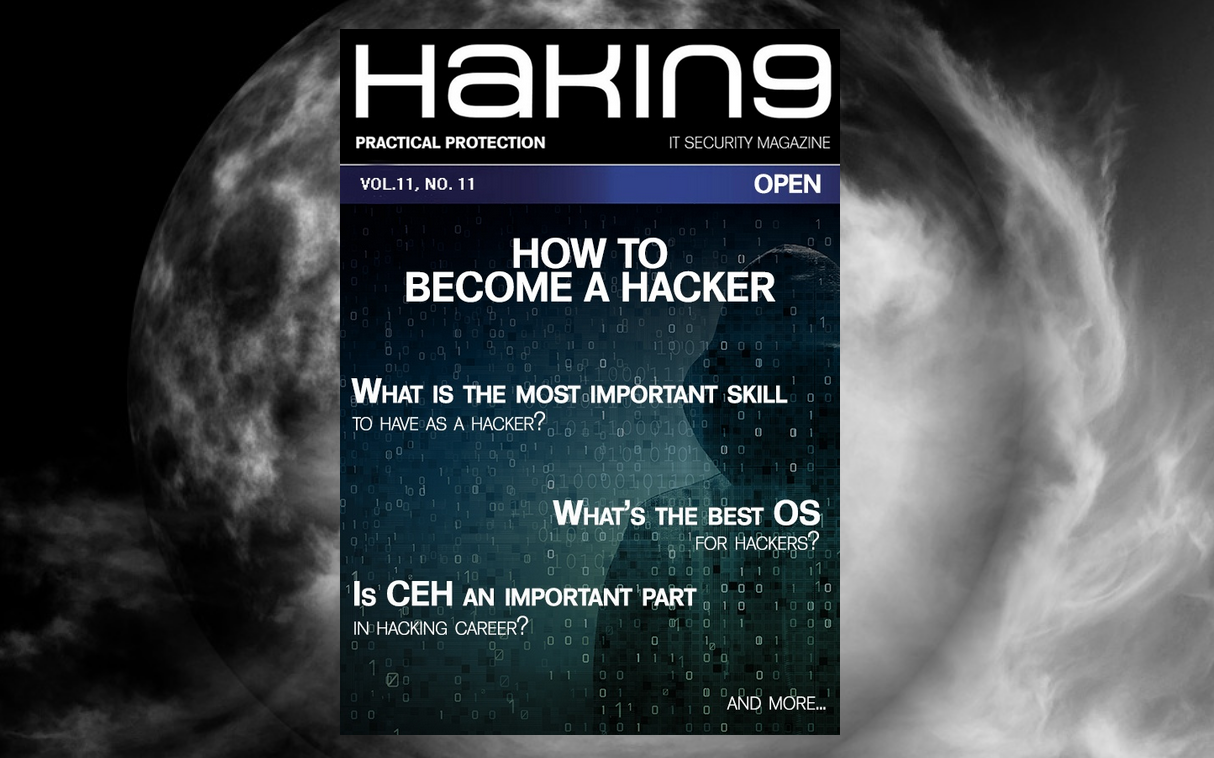 Hakin9
PRACTICAL PROTECTION
IT SECURITY MAGAZINE
VOL.11, NO. 11
OPEN
HOW TO
BECOME A HACKER
WHAT IS THE MOST IMPORTANT SKILL
TO HAVE AS A HACKER?
WHAT'S THE BEST OS
FOR HACKERS?
IS CEH AN IMPORTANT PART
IN HACKING CAREER?
AND MORE...